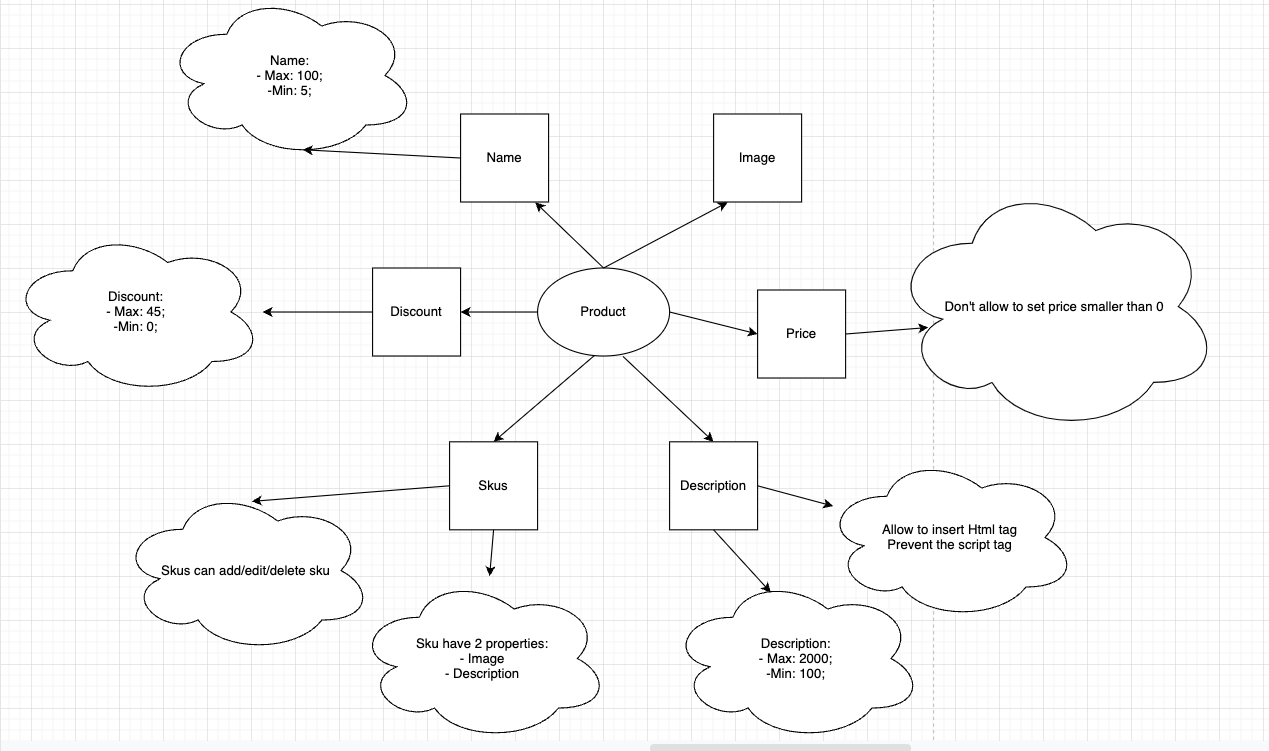 Name:
- Max: 100;
-Min: 5;
Name
Image
Discount:
- Max: 45;
-Min: 0;
Discount
Product
Price
Don't allow to set price smaller than 0
Skus
Description
Skus can add/edit/delete sku
Allow to insert Html tag
Prevent the script tag
Sku have 2 properties:
- Image
- Description
Description:
- Max: 2000;
-Min: 100;